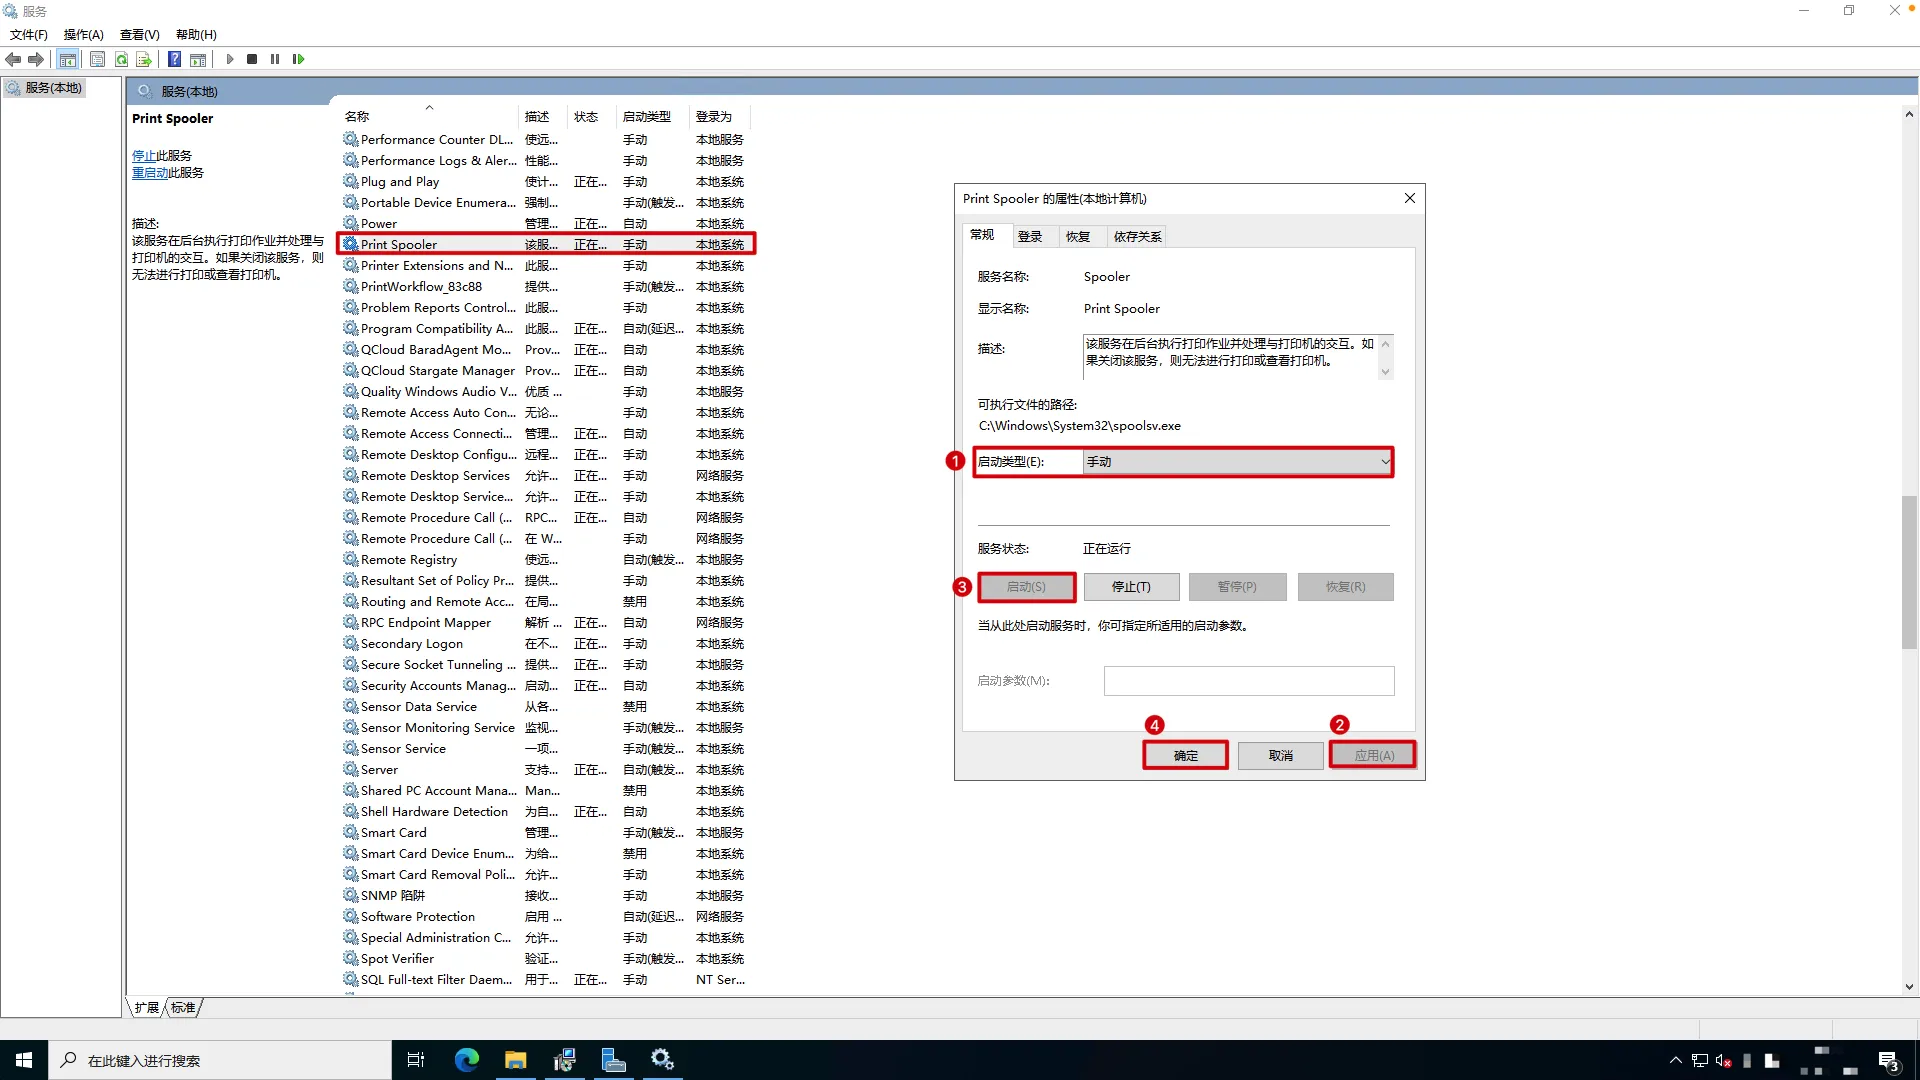 服务
文件(F) 操作(A) 查看(V) 帮助(H)
服务(本地)
服务(本地)
Print Spooler
停止此服务
重启动此服务
描述:
该服务在后台执行打印作业并处理与
打印机的交互。如果关闭该服务，则
无法进行打印或查看打印机。
名称 描述 状态 启动类型 登录为
Performance Counter DL... 使远... 手动 本地服务
Performance Logs & Aler... 性能... 手动 本地服务
Plug and Play 使计... 正在... 手动 本地系统
Portable Device Enumera... 强制... 手动(触发... 本地系统
Power 管理... 正在... 自动 本地系统
Print Spooler 该服... 正在... 手动 本地系统
Printer Extensions and N... 此服... 手动 本地系统
PrintWorkflow_83c88 提供... 手动(触发... 本地系统
Problem Reports Control... 此服... 手动 本地系统
Program Compatibility A... 此服... 正在... 自动(延迟... 本地系统
QCloud BaradAgent Mo... Prov... 正在... 自动 本地系统
QCloud Stargate Manager Prov... 正在... 自动 本地系统
Quality Windows Audio V... 优质 ... 手动 本地服务
Remote Access Auto Con... 无论... 手动 本地系统
Remote Access Connecti... 管理... 正在... 自动 本地系统
Remote Desktop Configu... 远程... 正在... 手动 本地系统
Remote Desktop Services 允许... 正在... 手动 网络服务
Remote Desktop Service... 允许... 正在... 手动 本地系统
Remote Procedure Call (... RPC... 正在... 自动 网络服务
Remote Procedure Call (... 在 W... 手动 网络服务
Remote Registry 使远... 自动(触发... 本地服务
Resultant Set of Policy Pr... 提供... 手动 本地系统
Routing and Remote Acc... 在局... 禁用 本地系统
RPC Endpoint Mapper 解析 ... 正在... 自动 网络服务
Secondary Logon 在不... 正在... 手动 本地系统
Secure Socket Tunneling ... 提供... 正在... 手动 本地服务
Security Accounts Manag... 启动... 正在... 自动 本地系统
Sensor Data Service 从各... 禁用 本地系统
Sensor Monitoring Service 监视... 手动(触发... 本地服务
Sensor Service 一项... 手动(触发... 本地系统
Server 支持... 正在... 自动(触发... 本地系统
Shared PC Account Mana... Man... 禁用 本地系统
Shell Hardware Detection 为自... 正在... 自动 本地系统
Smart Card 管理... 手动(触发... 本地服务
Smart Card Device Enum... 为给... 禁用 本地系统
Smart Card Removal Poli... 允许... 手动 本地系统
SNMP 陷阱 接收... 手动 本地服务
Software Protection 启用 ... 自动(延迟... 网络服务
Special Administration C... 允许... 手动 本地系统
Spot Verifier 验证... 手动(触发... 本地系统
SQL Full-text Filter Daem... 用于... 正在... 手动 NT Ser...
扩展 标准
Print Spooler 的属性(本地计算机)
常规 登录 恢复 依存关系
服务名称: Spooler
显示名称: Print Spooler
描述: 该服务在后台执行打印作业并处理与打印机的交互。如
果关闭该服务，则无法进行打印或查看打印机。
可执行文件的路径:
C:\Windows\System32\spoolsv.exe
1 启动类型(E): 手动
服务状态: 正在运行
3 启动(S) 停止(T) 暂停(P) 恢复(R)
当从此处启动服务时，你可指定所适用的启动参数。
启动参数(M):
4 2
确定 取消 应用(A)
在此键入进行搜索
3